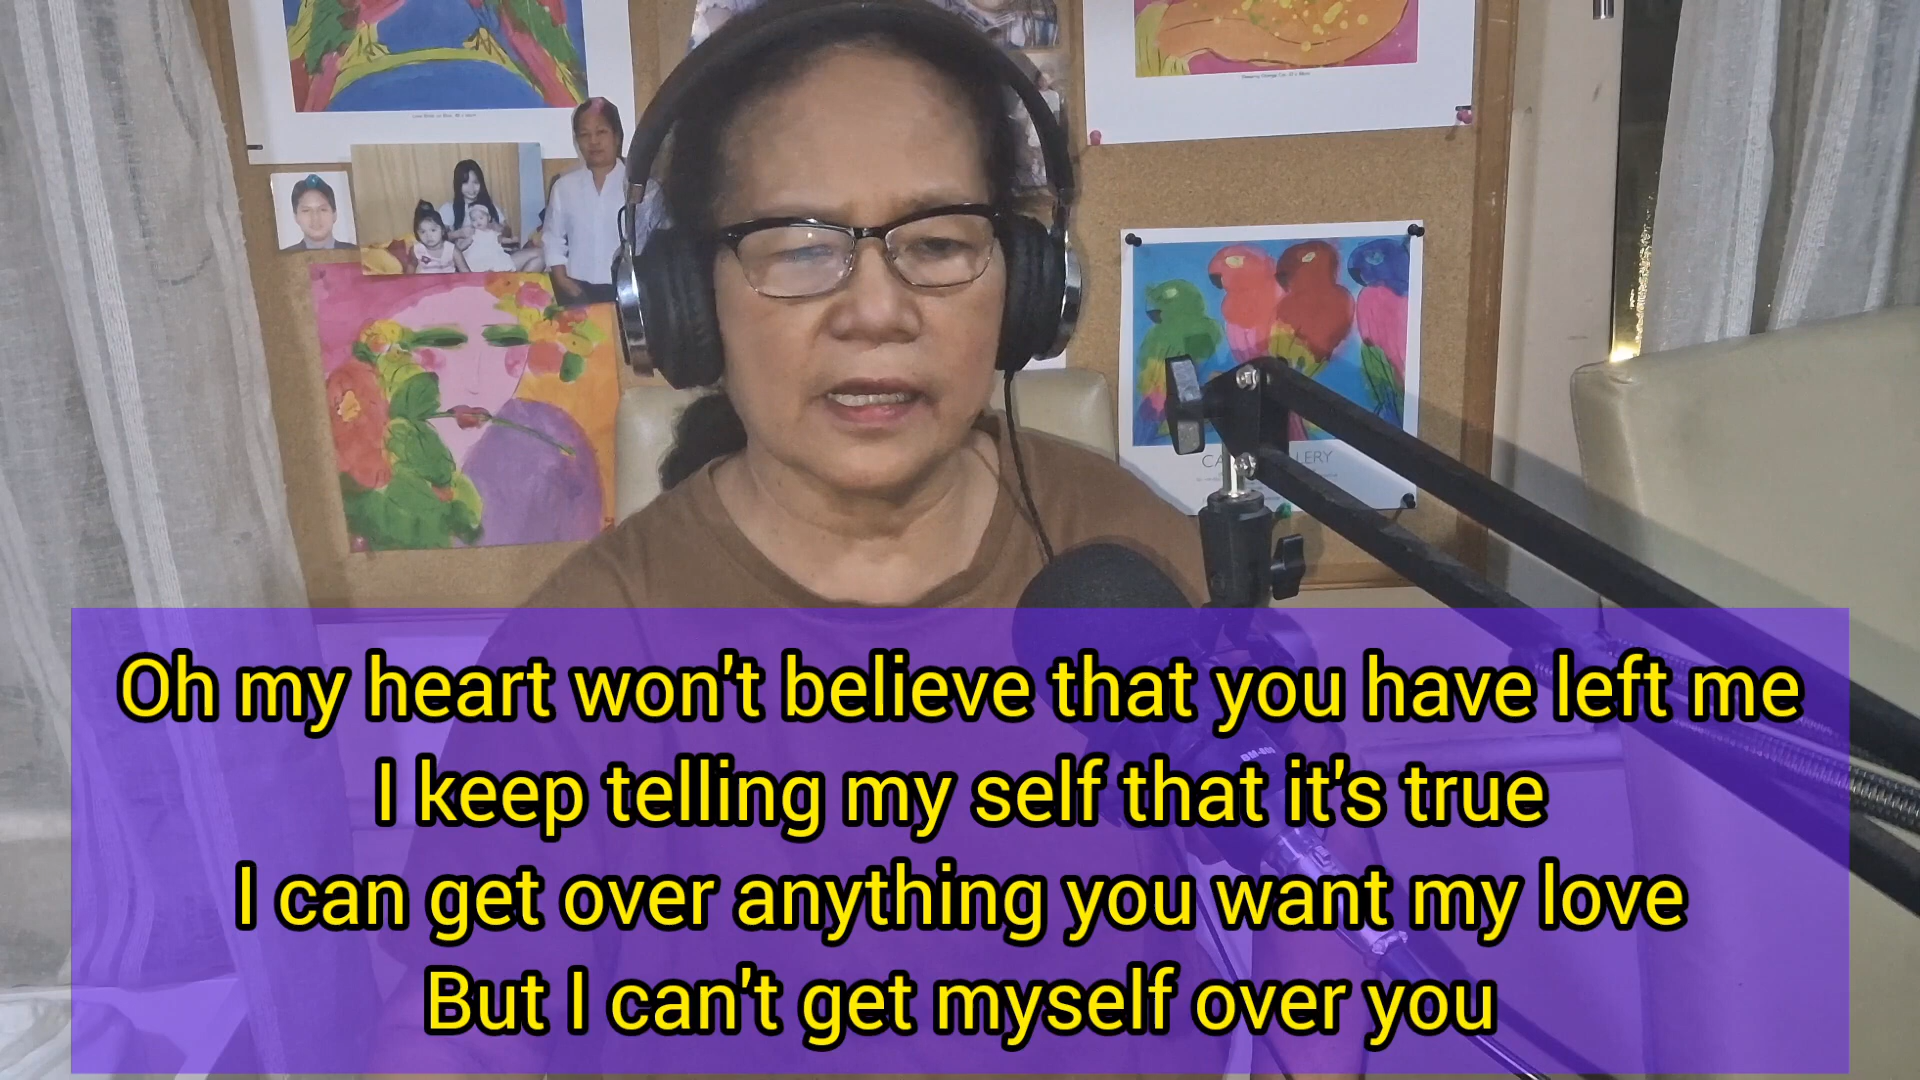 Oh my heart won't believe that you have left me
I keep telling my self that it's true
I can get over anything you want my love
But I can't get myself over you